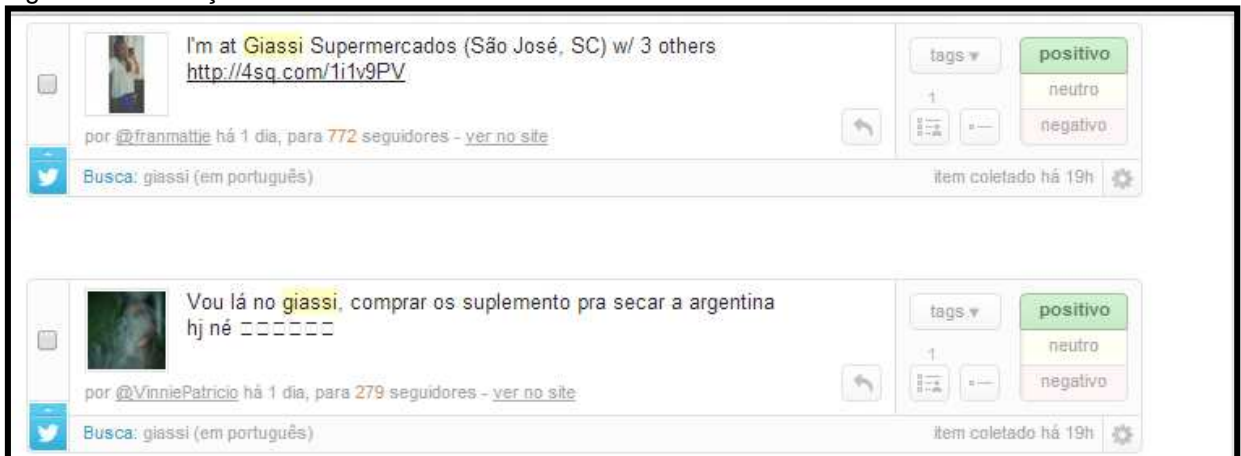 I'm at Giassi Supermercados (São José, SC) w/ 3 others
http://4sq.com/1i1v9PV
por @franmattje há 1 dia, para 772 seguidores - ver no site
tags
1
positivo
neutro
negativo
Busca: giassi (em português)
item coletado há 19h
Vou lá no giassi, comprar os suplemento pra secar a argentina
hj né
por @VinniePatricio há 1 dia, para 279 seguidores - ver no site
tags
1
positivo
neutro
negativo
Busca: giassi (em português)
item coletado há 19h